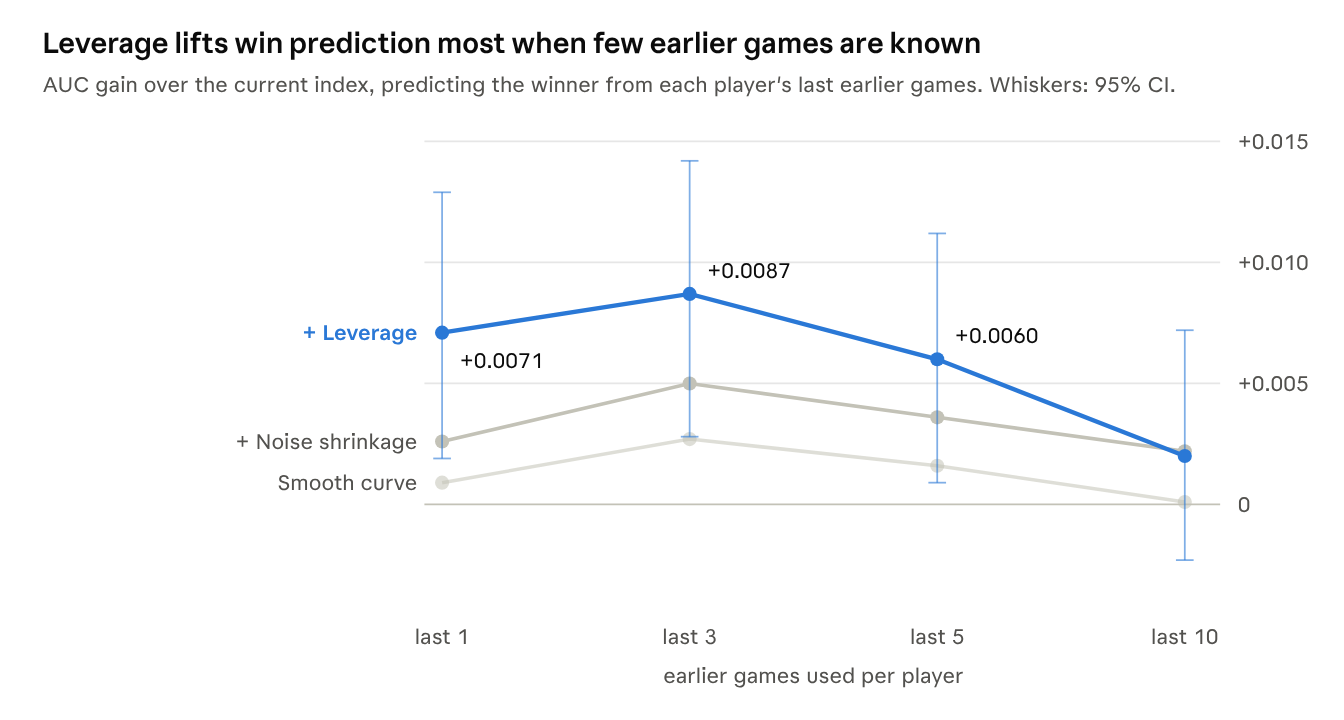 Leverage lifts win prediction most when few earlier games are known
AUC gain over the current index, predicting the winner from each player's last earlier games. Whiskers: 95% CI.
+0.015
+0.010
+0.0087
+ Leverage
+0.0060
+0.0071
+0.005
+ Noise shrinkage
Smooth curve
0
last 1
last 3
last 5
last 10
earlier games used per player